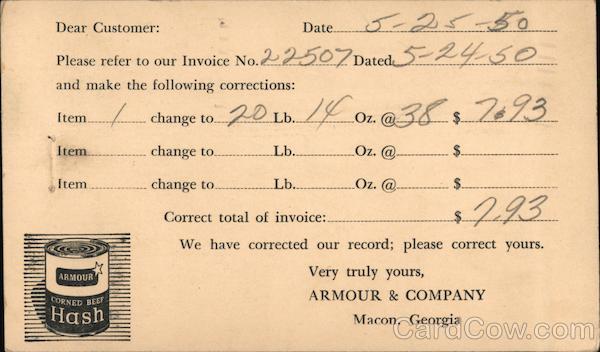 Dear Customer: Date 5-25-50
Please refer to our Invoice No. 22507 Dated 5-24-50
and make the following corrections:
Item 1 change to 20 Lb. 14 Oz. @ 38 $ 7.93
Item change to Lb. Oz. @ $
Item change to Lb. Oz. @ $
Correct total of invoice: $ 7.93
We have corrected our record; please correct yours.
Very truly yours,
ARMOUR & COMPANY
Macon, Georgia
ARMOUR
CORNED BEEF
Hash
CardCow.com